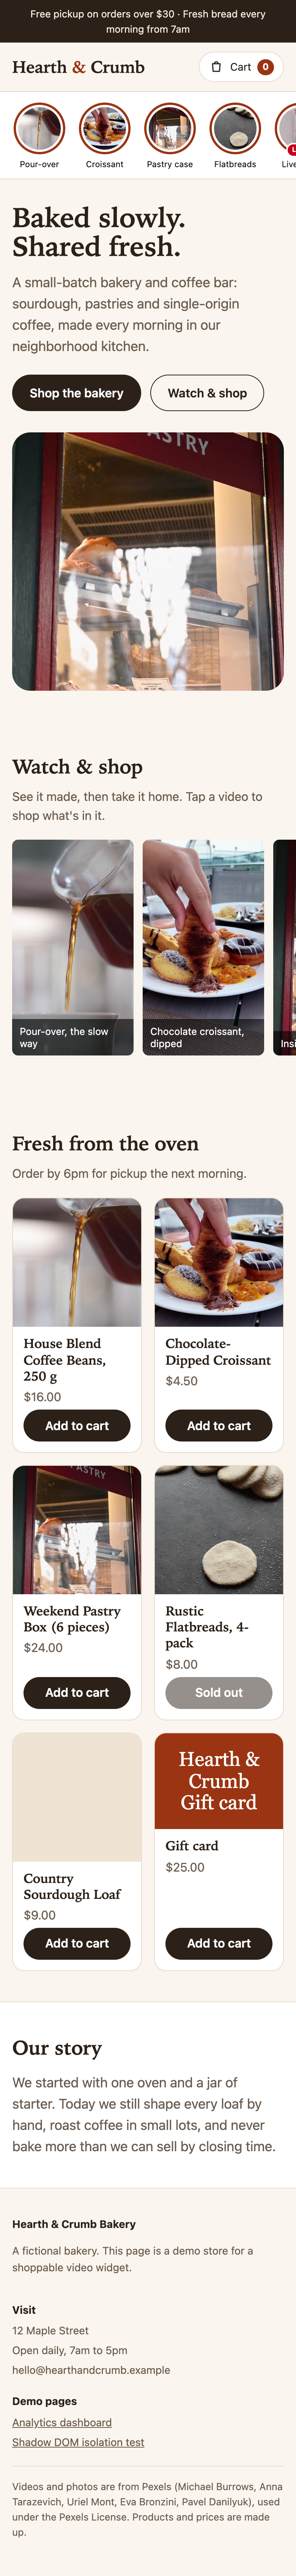 Free pickup on orders over $30 · Fresh bread every
morning from 7am
Hearth & Crumb
Cart 0
Pour-over
Croissant
Pastry case
Flatbreads
Baked slowly.
Shared fresh.
A small-batch bakery and coffee bar:
sourdough, pastries and single-origin
coffee, made every morning in our
neighborhood kitchen.
Shop the bakery
Watch & shop
Watch & shop
See it made, then take it home. Tap a video to
shop what's in it.
Pour-over, the slow
way
Chocolate croissant,
dipped
Fresh from the oven
Order by 6pm for pickup the next morning.
House Blend
Coffee Beans,
250 g
$16.00
Add to cart
Chocolate-
Dipped Croissant
$4.50
Add to cart
Weekend Pastry
Box (6 pieces)
$24.00
Add to cart
Rustic
Flatbreads, 4-
pack
$8.00
Sold out
Country
Sourdough Loaf
$9.00
Add to cart
Hearth &
Crumb
Gift card
Gift card
$25.00
Add to cart
Our story
We started with one oven and a jar of
starter. Today we still shape every loaf by
hand, roast coffee in small lots, and never
bake more than we can sell by closing time.
Hearth & Crumb Bakery
A fictional bakery. This page is a demo store for a
shoppable video widget.
Visit
12 Maple Street
Open daily, 7am to 5pm
hello@hearthandcrumb.example
Demo pages
Analytics dashboard
Shadow DOM isolation test
Videos and photos are from Pexels (Michael Burrows, Anna
Tarazevich, Uriel Mont, Eva Bronzini, Pavel Danilyuk), used
under the Pexels License. Products and prices are made
up.